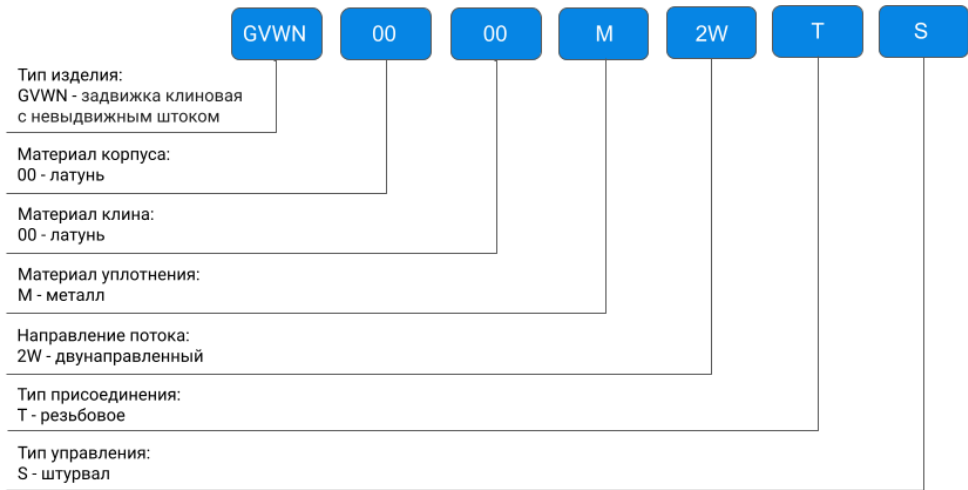 GVWN 00 00 M 2W T S
Тип изделия:
GVWN - задвижка клиновая
с невыдвижным штоком
Материал корпуса:
00 - латунь
Материал клина:
00 - латунь
Материал уплотнения:
M - металл
Направление потока:
2W - двунаправленный
Тип присоединения:
T - резьбовое
Тип управления:
S - штурвал